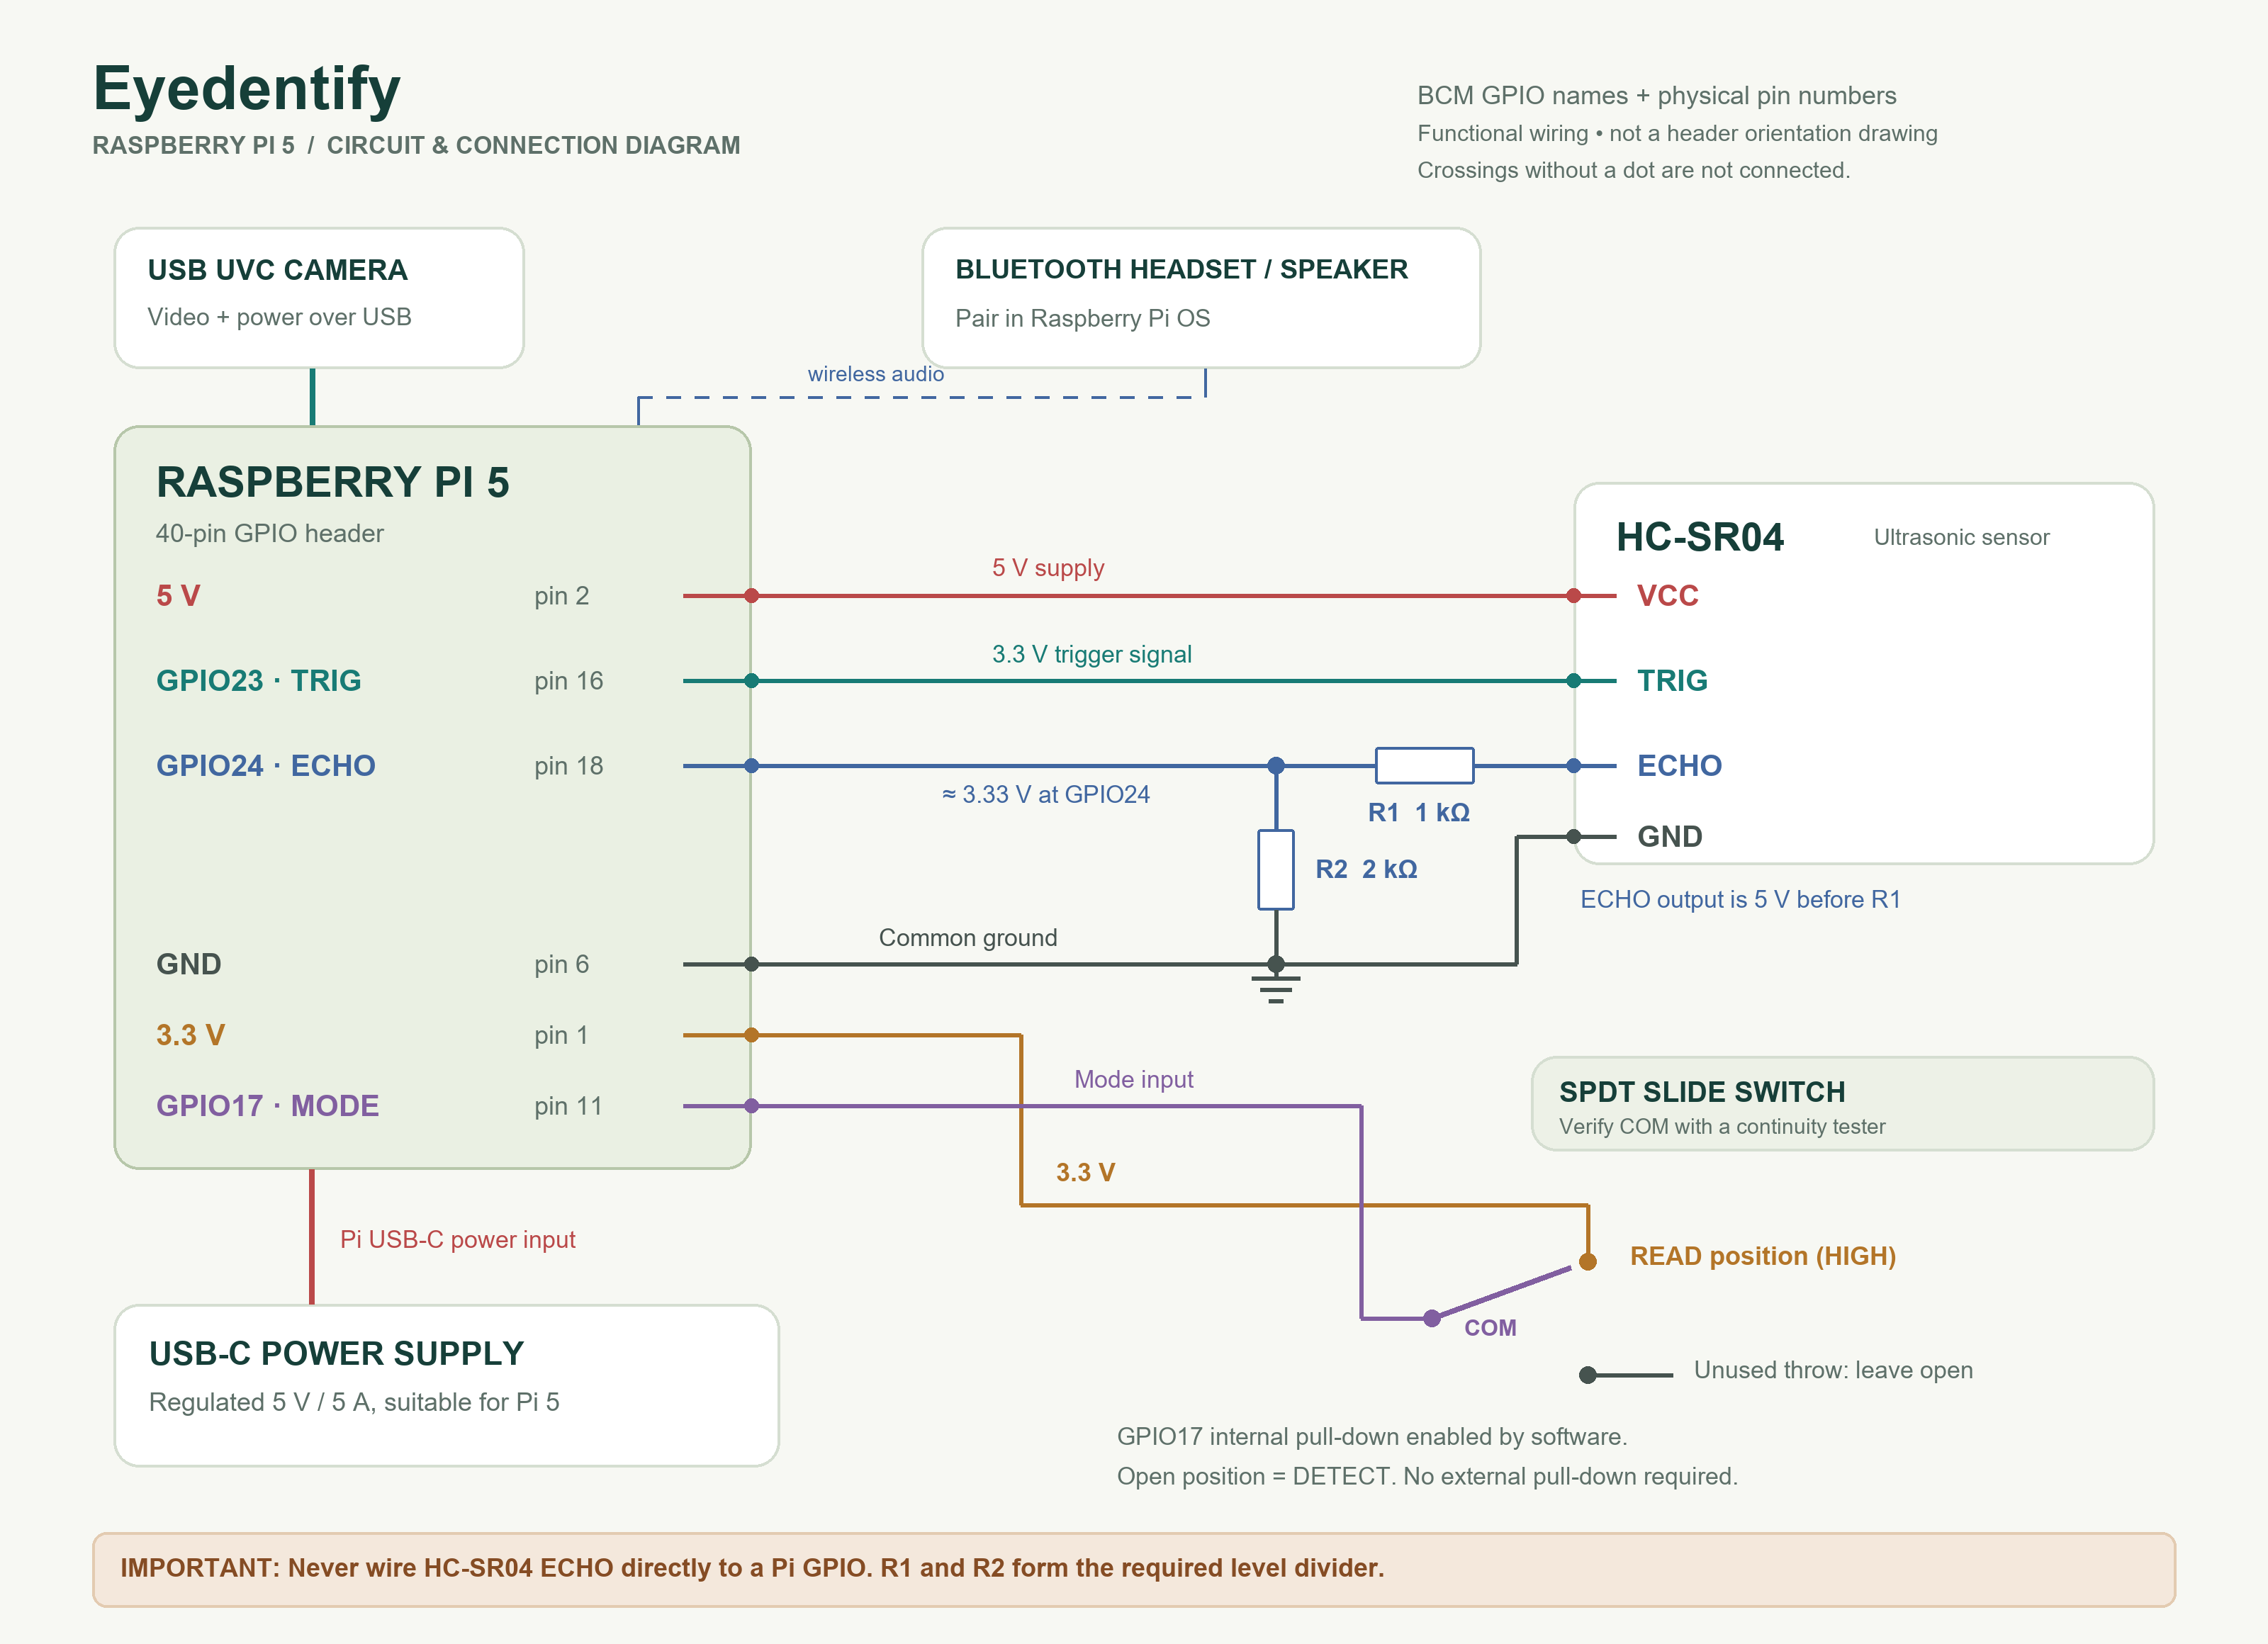 Eyedentify
RASPBERRY PI 5 / CIRCUIT & CONNECTION DIAGRAM
BCM GPIO names + physical pin numbers
Functional wiring • not a header orientation drawing
Crossings without a dot are not connected.
USB UVC CAMERA
Video + power over USB
BLUETOOTH HEADSET / SPEAKER
Pair in Raspberry Pi OS
wireless audio
RASPBERRY PI 5
40-pin GPIO header
5 V pin 2
GPIO23 · TRIG pin 16
GPIO24 · ECHO pin 18
GND pin 6
3.3 V pin 1
GPIO17 · MODE pin 11
5 V supply
3.3 V trigger signal
≈ 3.33 V at GPIO24
R1 1 kΩ
R2 2 kΩ
Common ground
HC-SR04 Ultrasonic sensor
VCC
TRIG
ECHO
GND
ECHO output is 5 V before R1
Mode input
3.3 V
SPDT SLIDE SWITCH
Verify COM with a continuity tester
READ position (HIGH)
COM
Unused throw: leave open
GPIO17 internal pull-down enabled by software.
Open position = DETECT. No external pull-down required.
Pi USB-C power input
USB-C POWER SUPPLY
Regulated 5 V / 5 A, suitable for Pi 5
IMPORTANT: Never wire HC-SR04 ECHO directly to a Pi GPIO. R1 and R2 form the required level divider.